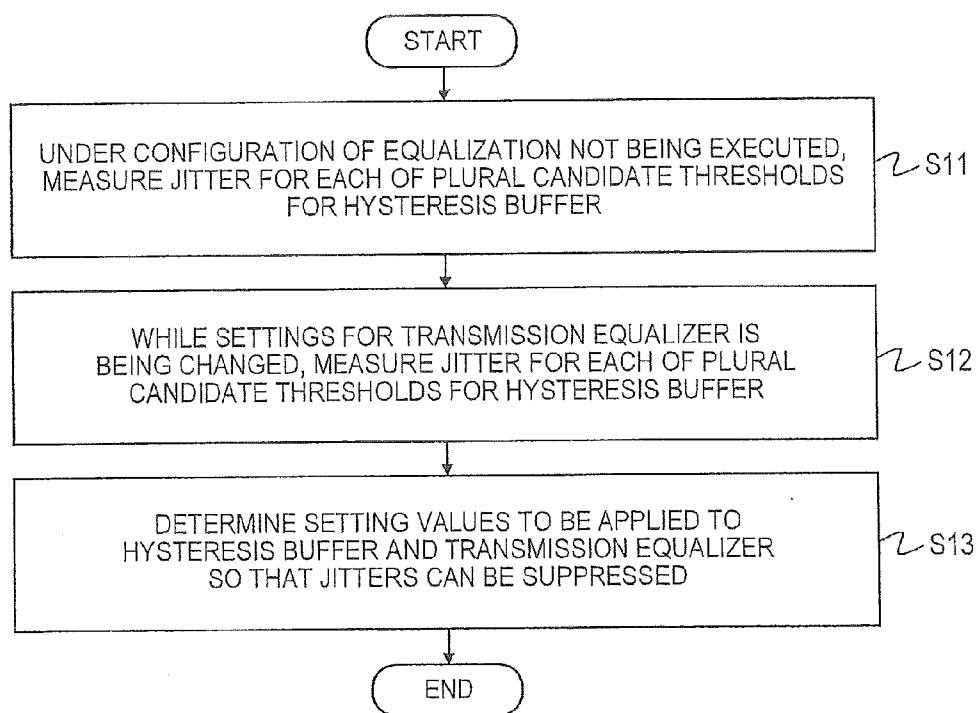 START
UNDER CONFIGURATION OF EQUALIZATION NOT BEING EXECUTED,
MEASURE JITTER FOR EACH OF PLURAL CANDIDATE THRESHOLDS
FOR HYSTERESIS BUFFER
S11
WHILE SETTINGS FOR TRANSMISSION EQUALIZER IS
BEING CHANGED, MEASURE JITTER FOR EACH OF PLURAL
CANDIDATE THRESHOLDS FOR HYSTERESIS BUFFER
S12
DETERMINE SETTING VALUES TO BE APPLIED TO
HYSTERESIS BUFFER AND TRANSMISSION EQUALIZER
SO THAT JITTERS CAN BE SUPPRESSED
S13
END